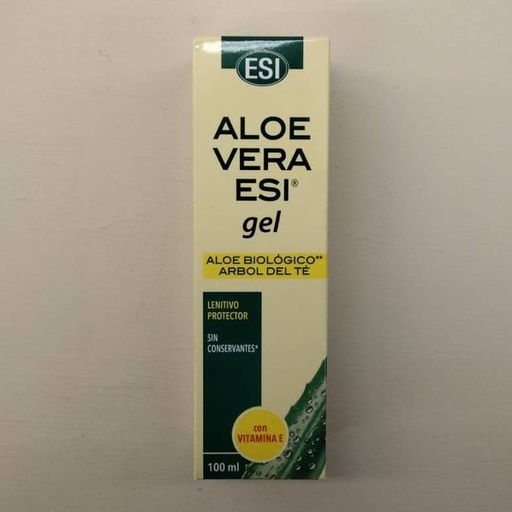 ESI
ALOE
VERA
ESI®
gel
ALOE BIOLÓGICO**
ARBOL DEL TÉ
LENITIVO
PROTECTOR
SIN
CONSERVANTES*
con
VITAMINA E
100 ml